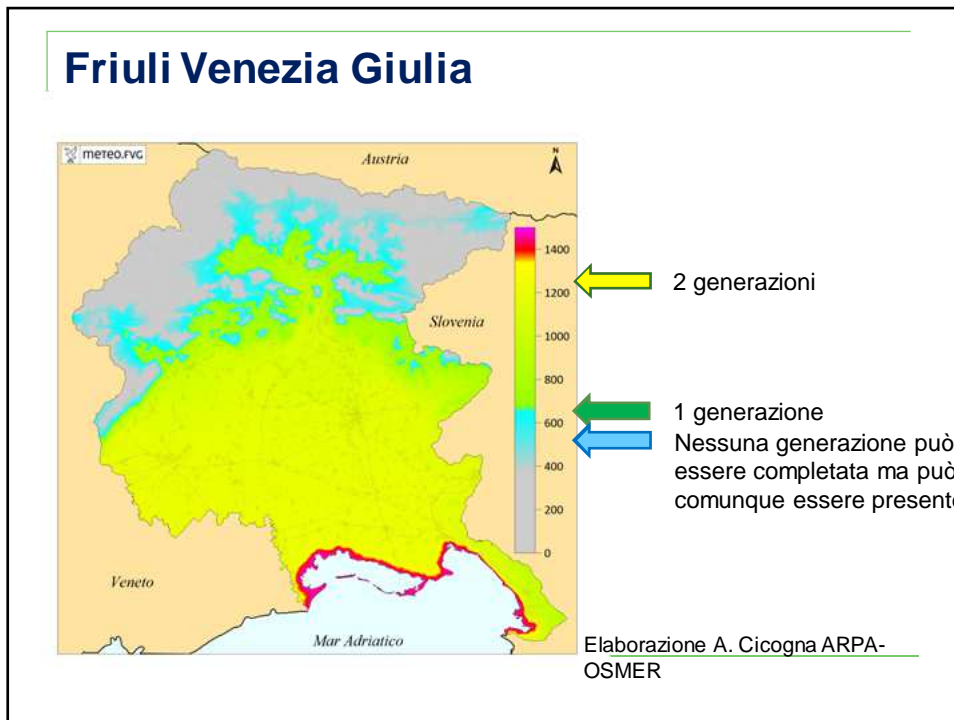 Friuli Venezia Giulia
meteo.FVG
Austria
N
1400
1200
1000
800
600
400
200
0
Slovenia
Veneto
Mar Adriatico
2 generazioni
1 generazione
Nessuna generazione può
essere completata ma può
comunque essere present
Elaborazione A. Cicogna ARPA-
OSMER